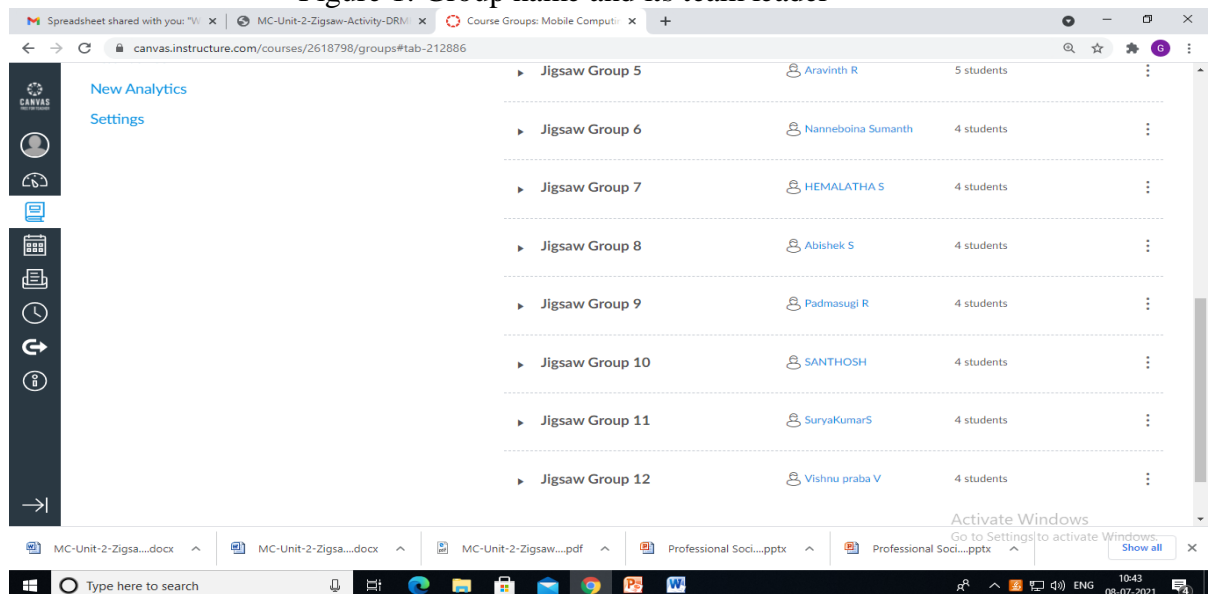 Figure 1: Group name and its team leader
Spreadsheet shared with you: "W
MC-Unit-2-Zigsaw-Activity-DRM
Course Groups: Mobile Computin
canvas.instructure.com/courses/2618798/groups#tab-212886
G
CANVAS
New Analytics
Settings
Jigsaw Group 5 Aravinth R 5 students
Jigsaw Group 6 Nanneboina Sumanth 4 students
Jigsaw Group 7 HEMALATHA S 4 students
Jigsaw Group 8 Abishek S 4 students
Jigsaw Group 9 Padmasugi R 4 students
Jigsaw Group 10 SANTHOSH 4 students
Jigsaw Group 11 SuryaKumarS 4 students
Jigsaw Group 12 Vishnu praba V 4 students
Activate Windows
Go to Settings to activate Windows.
MC-Unit-2-Zigsa....docx MC-Unit-2-Zigsa....docx MC-Unit-2-Zigsaw....pdf Professional Soci....pptx Professional Soci....pptx Show all
Type here to search ENG 10:43
08-07-2021